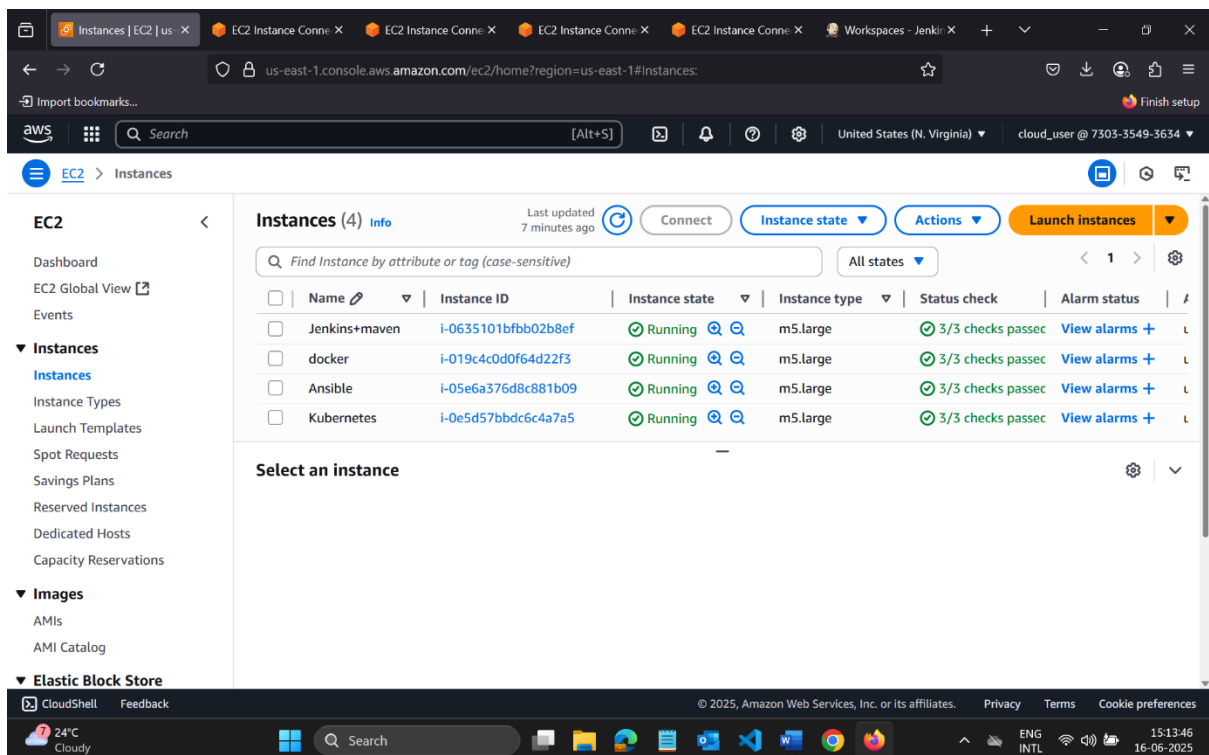 Instances | EC2 | us-
EC2 Instance Conne
EC2 Instance Conne
EC2 Instance Conne
EC2 Instance Conne
Workspaces - Jenkin
us-east-1.console.aws.amazon.com/ec2/home?region=us-east-1#Instances:
Import bookmarks...
Finish setup
aws
Search
[Alt+S]
United States (N. Virginia)
cloud_user @ 7303-3549-3634
EC2 > Instances
EC2
Dashboard
EC2 Global View
Events
Instances
Instances
Instance Types
Launch Templates
Spot Requests
Savings Plans
Reserved Instances
Dedicated Hosts
Capacity Reservations
Images
AMIs
AMI Catalog
Elastic Block Store
Instances (4) Info
Last updated
7 minutes ago
Connect
Instance state
Actions
Launch instances
Find Instance by attribute or tag (case-sensitive)
All states
1
Name Instance ID Instance state Instance type Status check Alarm status
Jenkins+maven i-0635101bfbb02b8ef Running m5.large 3/3 checks passec View alarms +
docker i-019c4c0d0f64d22f3 Running m5.large 3/3 checks passec View alarms +
Ansible i-05e6a376d8c881b09 Running m5.large 3/3 checks passec View alarms +
Kubernetes i-0e5d57bbdc6c4a7a5 Running m5.large 3/3 checks passec View alarms +
Select an instance
CloudShell Feedback
© 2025, Amazon Web Services, Inc. or its affiliates. Privacy Terms Cookie preferences
7
24°C
Cloudy
Search
ENG
INTL
15:13:46
16-06-2025